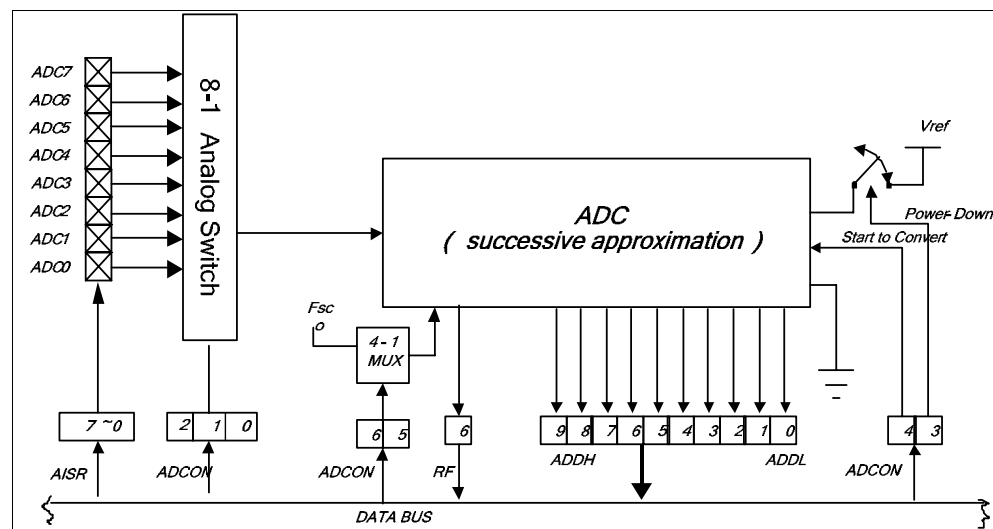 ADC7
ADC6
ADC5
ADC4
ADC3
ADC2
ADC1
ADC0
8-1 Analog Switch
ADC
( successive approximation )
Vref
Power-Down
Start to Convert
Fsc
o
4-1
MUX
7~0
2 1 0
6 5
6
9 8 7 6 5 4 3 2 1 0
4 3
AISR
ADCON
ADCON
RF
ADDH
ADDL
ADCON
DATA BUS